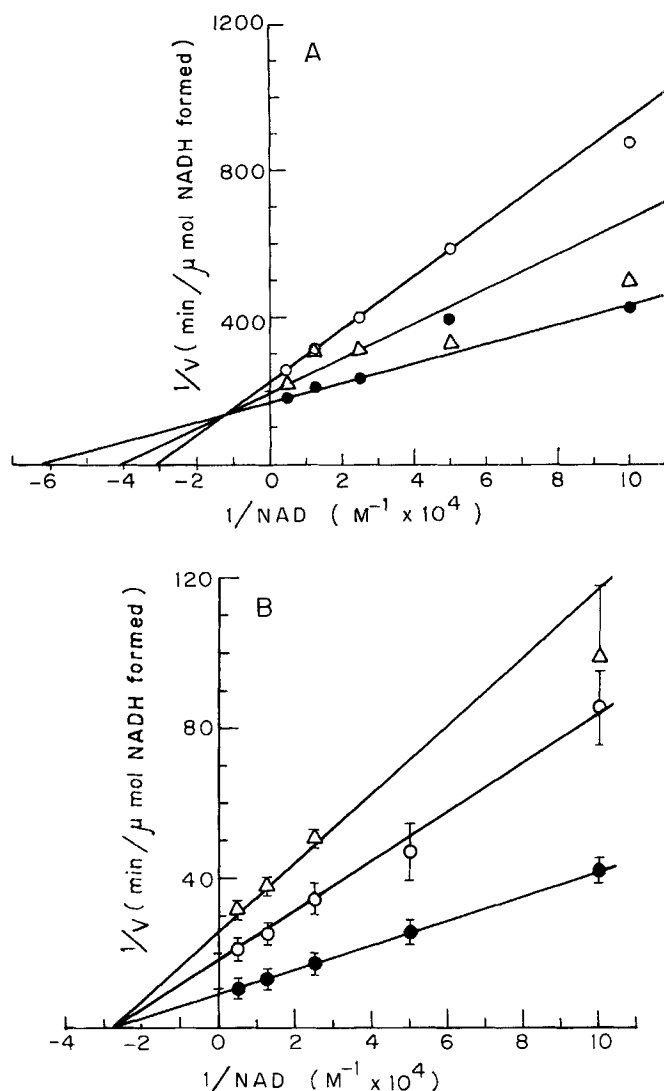 A
1200
800
400
1/V (min/μmol NADH formed)
-6 -4 -2 0 2 4 6 8 10
1/NAD (M⁻¹ x 10⁴)
B
120
80
40
1/V (min/μmol NADH formed)
-4 -2 0 2 4 6 8 10
1/NAD (M⁻¹ x 10⁴)